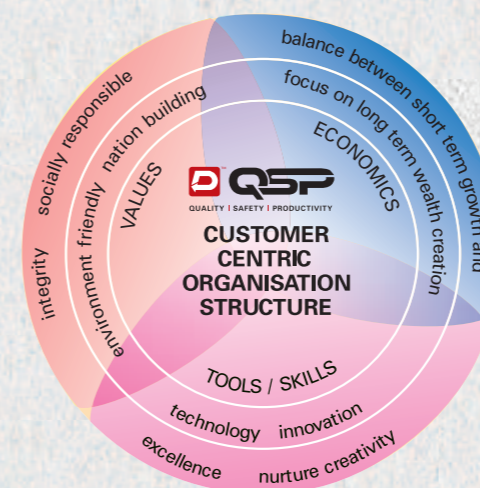 integrity socially responsible
environment friendly nation building
VALUES
balance between short term growth and
focus on long term wealth creation
ECONOMICS
QSP
QUALITY | SAFETY | PRODUCTIVITY
CUSTOMER
CENTRIC
ORGANISATION
STRUCTURE
TOOLS / SKILLS
technology innovation
excellence nurture creativity